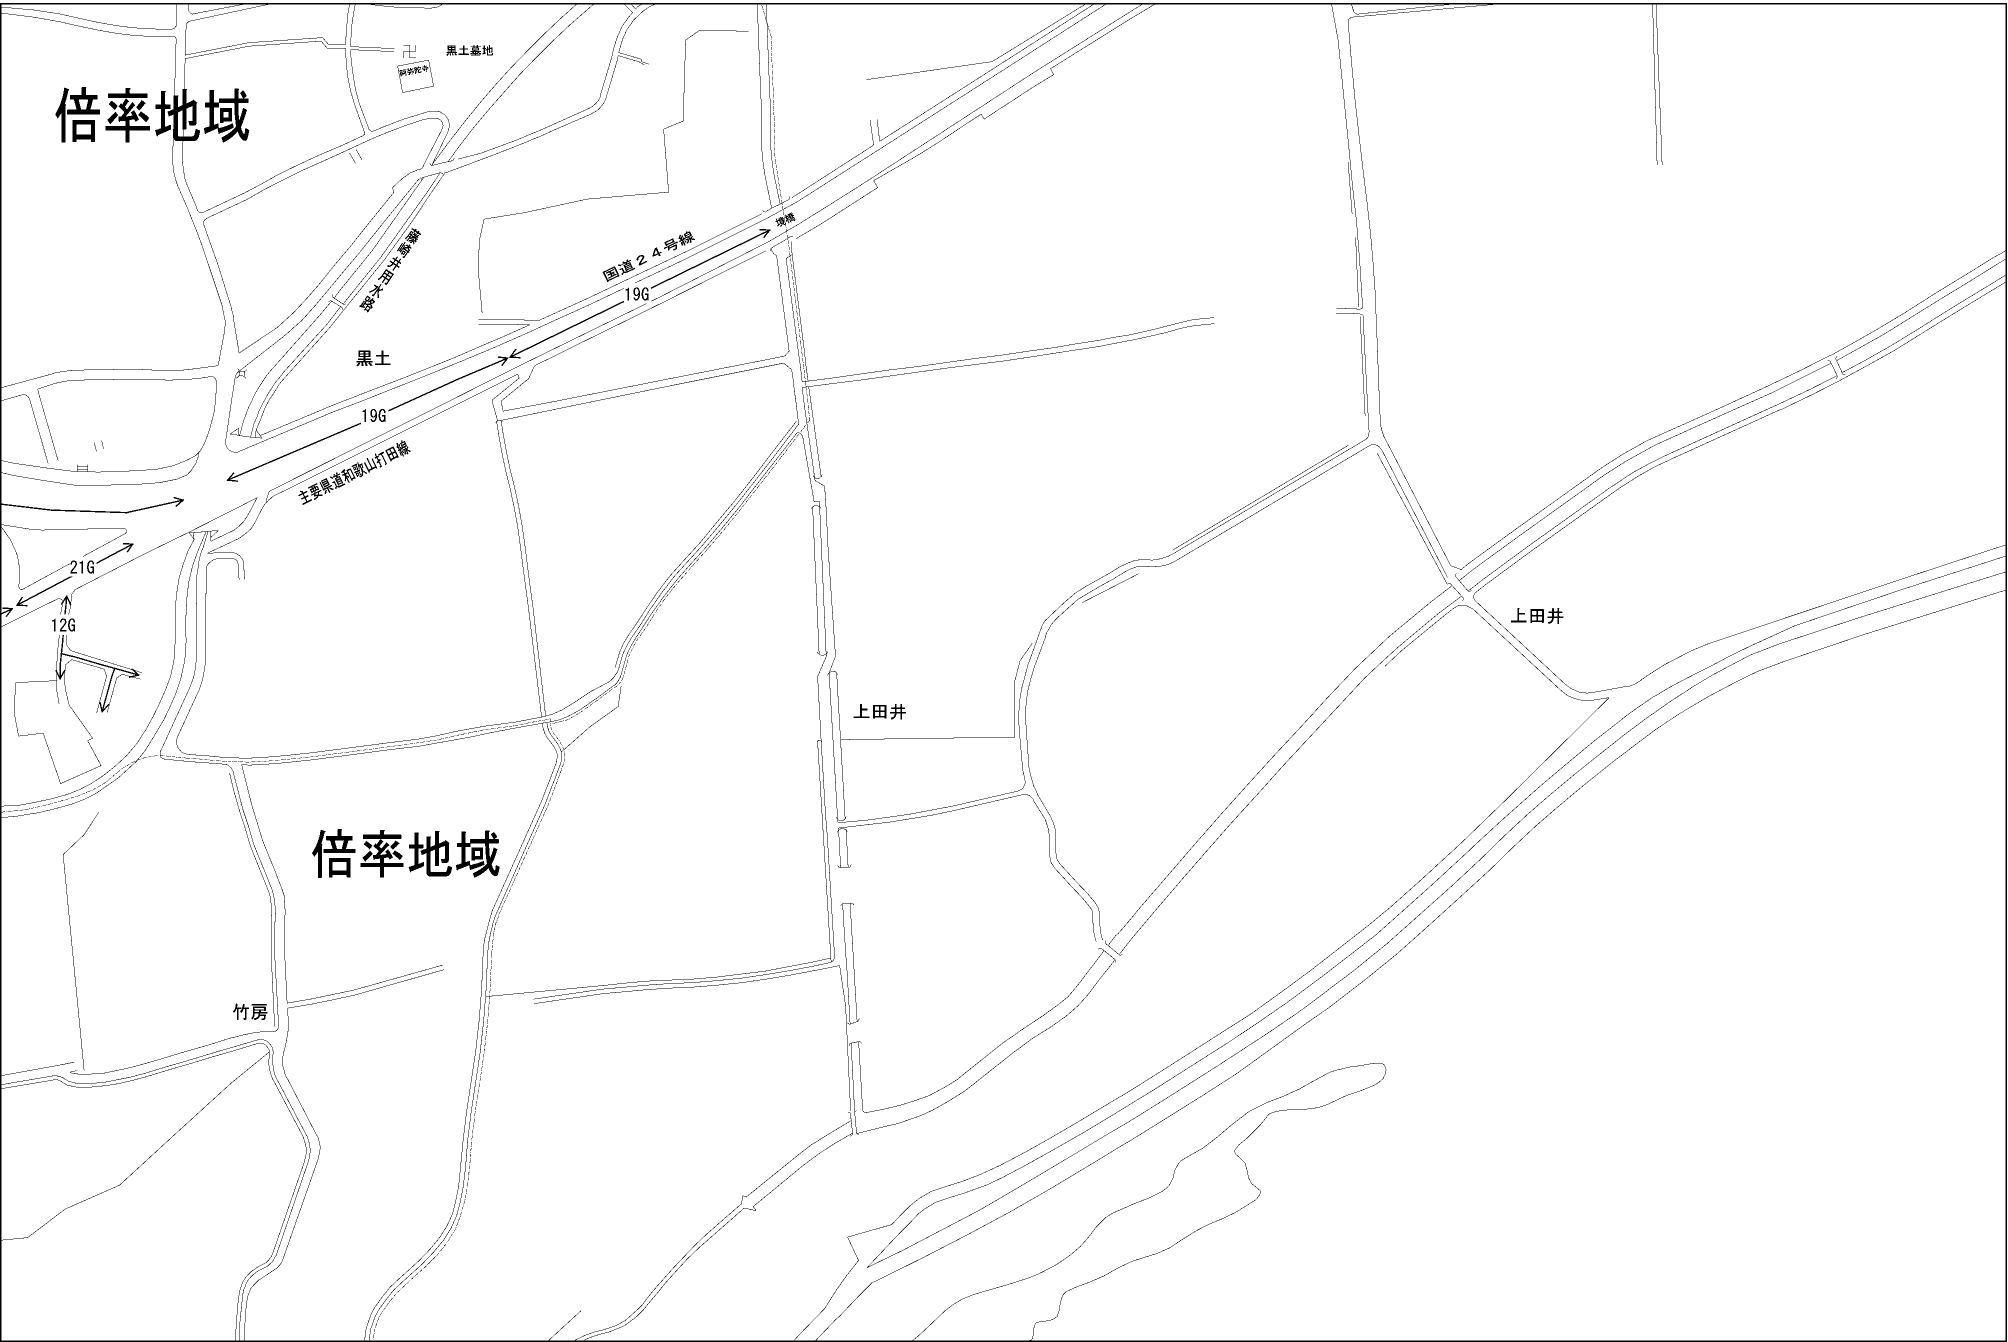 黒土墓地
阿弥陀寺
倍率地域
境橋
国道24号線
藤崎井用水路
19G
黒土
19G
主要県道和歌山打田線
21G
12G
上田井
上田井
倍率地域
竹房